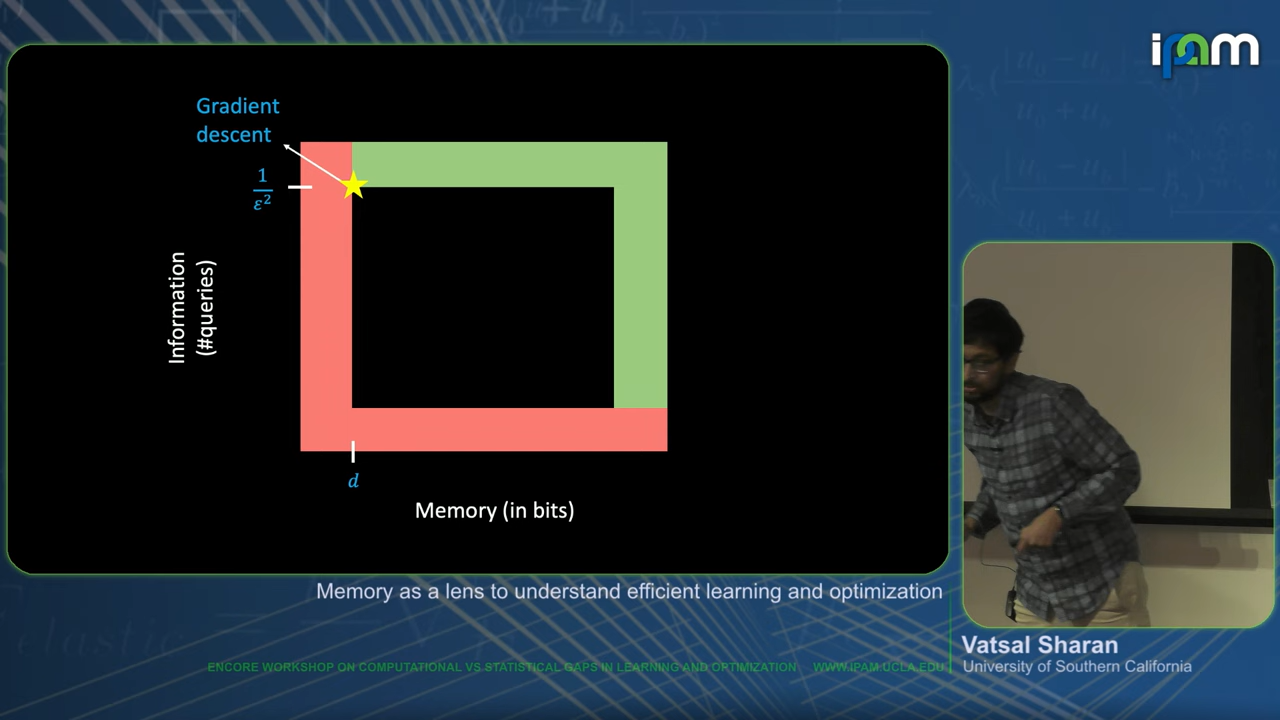 ipam
Gradient
descent
1
ε²
Information
(#queries)
d
Memory (in bits)
Memory as a lens to understand efficient learning and optimization
Vatsal Sharan
University of Southern California
ENCORE WORKSHOP ON COMPUTATIONAL VS STATISTICAL GAPS IN LEARNING AND OPTIMIZATION WWW.IPAM.UCLA.EDU